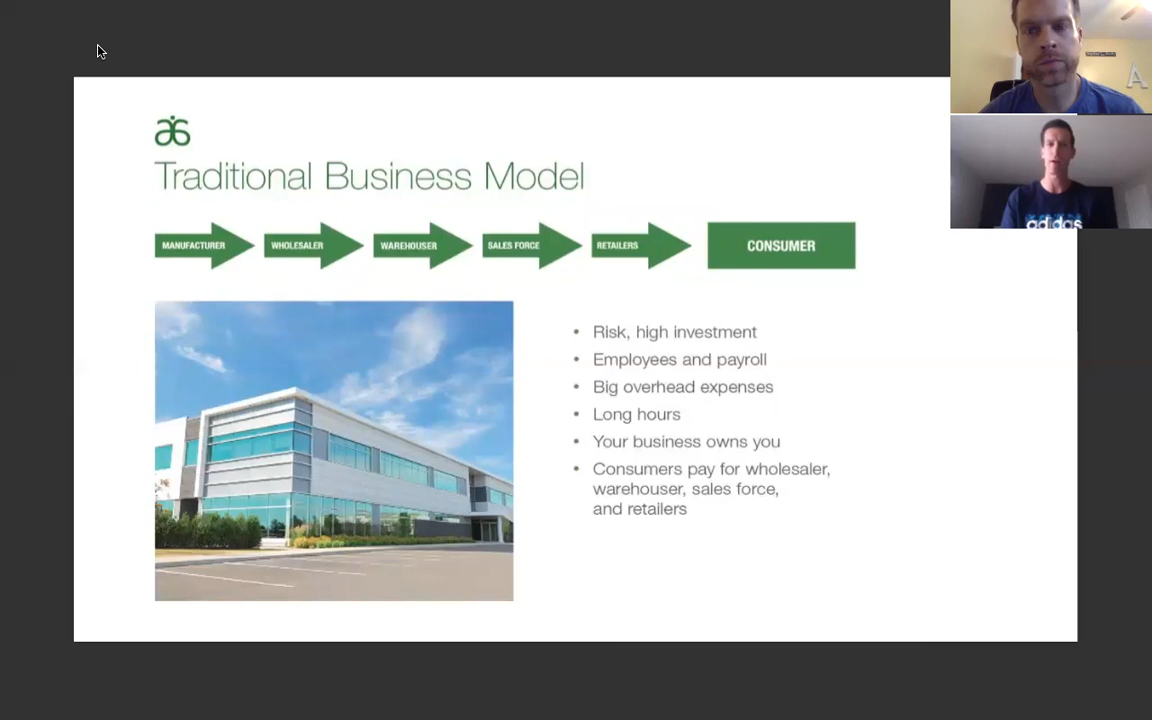 Traditional Business Model
MANUFACTURER
WHOLESALER
WAREHOUSER
SALES FORCE
RETAILERS
CONSUMER
• Risk, high investment
• Employees and payroll
• Big overhead expenses
• Long hours
• Your business owns you
• Consumers pay for wholesaler,
warehouser, sales force,
and retailers
A
adidas